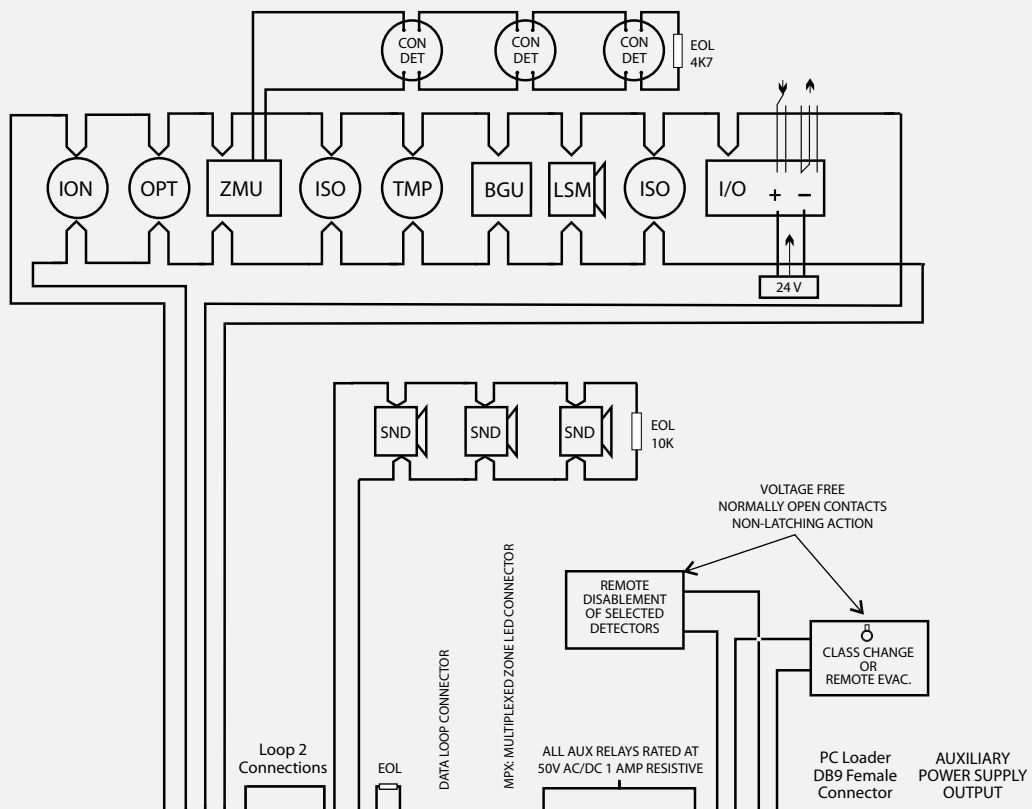 CON
DET
CON
DET
CON
DET
EOL
4K7
ION
OPT
ZMU
ISO
TMP
BGU
LSM
ISO
I/O
+ −
24 V
SND
SND
SND
EOL
10K
VOLTAGE FREE
NORMALLY OPEN CONTACTS
NON-LATCHING ACTION
REMOTE
DISABLEMENT
OF SELECTED
DETECTORS
CLASS CHANGE
OR
REMOTE EVAC.
Loop 2
Connections
EOL
DATA LOOP CONNECTOR
MPX: MULTIPLEXED ZONE LED CONNECTOR
ALL AUX RELAYS RATED AT
50V AC/DC 1 AMP RESISTIVE
PC Loader
DB9 Female
Connector
AUXILIARY
POWER SUPPLY
OUTPUT